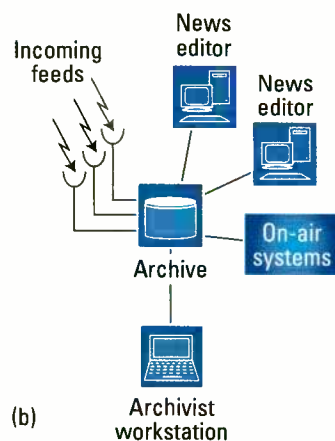 News
editor
Incoming
feeds
News
editor
On-air
systems
Archive
(b)
Archivist
workstation